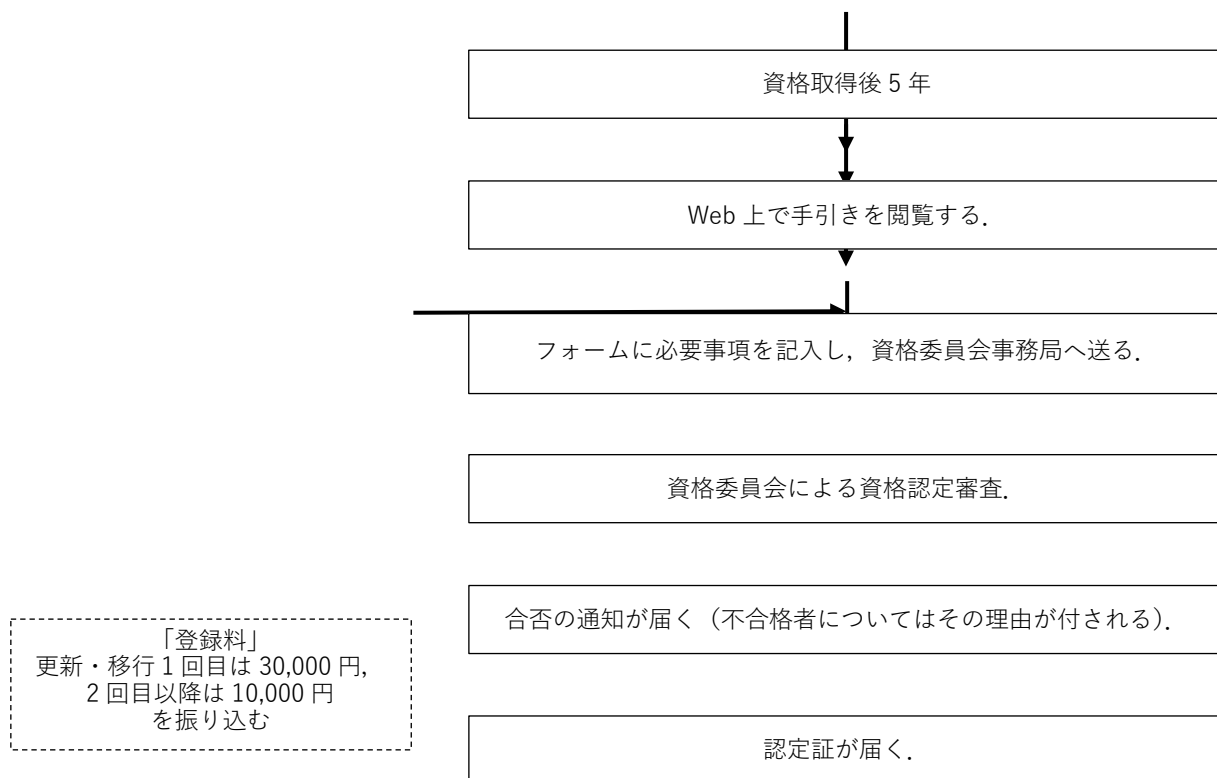 資格取得後 5 年
Web 上で手引きを閲覧する．
フォームに必要事項を記入し，資格委員会事務局へ送る．
資格委員会による資格認定審査．
合否の通知が届く（不合格者についてはその理由が付される）．
「登録料」
更新・移行 1 回目は 30,000 円，
2 回目以降は 10,000 円
を振り込む
認定証が届く．